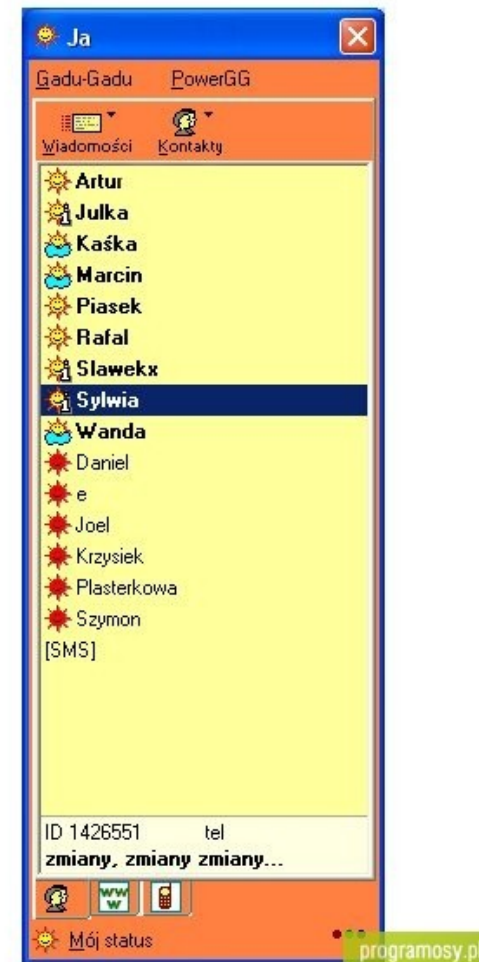 Ja
Gadu-Gadu PowerGG
Wiadomości Kontakty
Artur
Julka
Kaśka
Marcin
Piasek
Rafal
Slawekx
Sylwia
Wanda
Daniel
e
Joel
Krzysiek
Plasterkowa
Szymon
[SMS]
ID 1426551 tel
zmiany, zmiany zmiany...
WW
W
Mój status
programosy.p